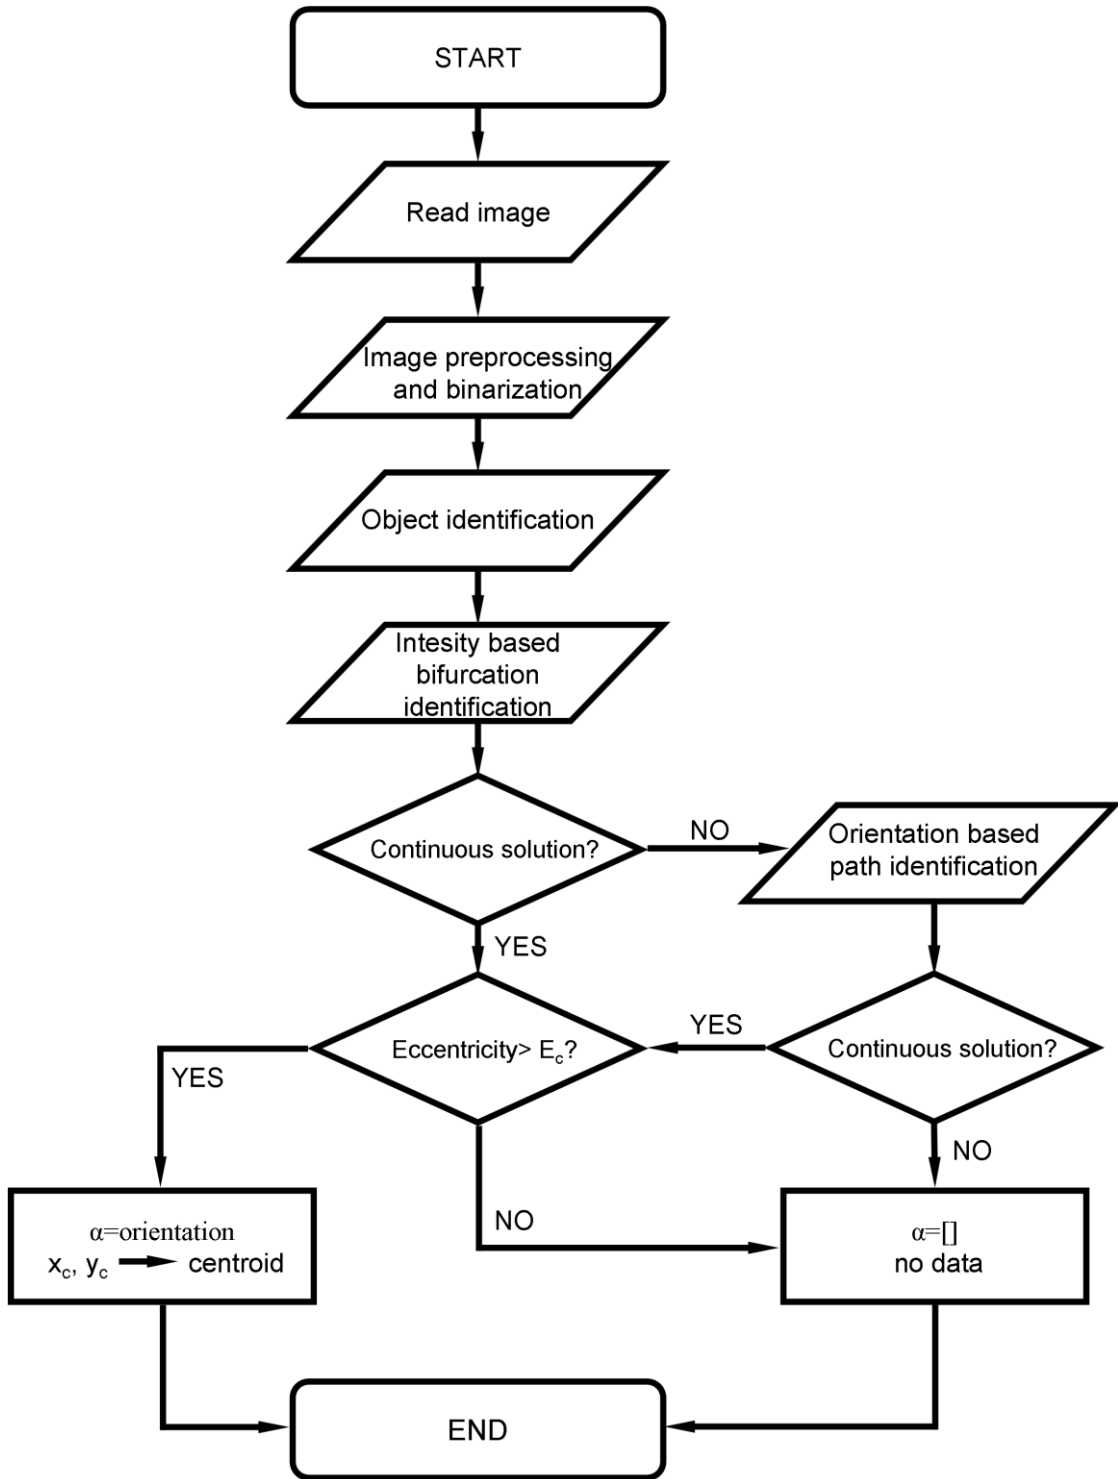 START
Read image
Image preprocessing
and binarization
Object identification
Intesity based
bifurcation
identification
Continuous solution?
NO
Orientation based
path identification
YES
Eccentricity> Ec?
YES
Continuous solution?
YES
NO
NO
α=orientation
xc, yc → centroid
α=[]
no data
END